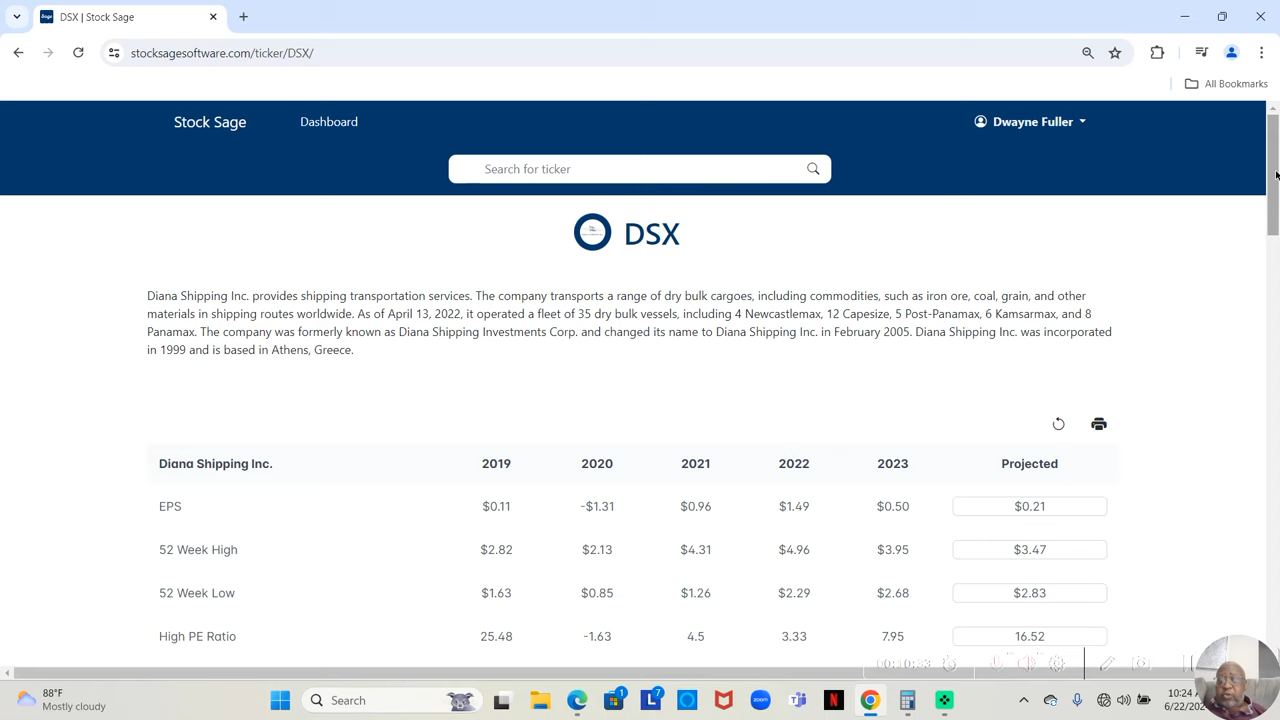 DSX | Stock Sage
stocksagesoftware.com/ticker/DSX/
All Bookmarks
Stock Sage Dashboard Dwayne Fuller
Search for ticker
DSX
Diana Shipping Inc. provides shipping transportation services. The company transports a range of dry bulk cargoes, including commodities, such as iron ore, coal, grain, and other
materials in shipping routes worldwide. As of April 13, 2022, it operated a fleet of 35 dry bulk vessels, including 4 Newcastlemax, 12 Capesize, 5 Post-Panamax, 6 Kamsarmax, and 8
Panamax. The company was formerly known as Diana Shipping Investments Corp. and changed its name to Diana Shipping Inc. in February 2005. Diana Shipping Inc. was incorporated
in 1999 and is based in Athens, Greece.
Diana Shipping Inc. 2019 2020 2021 2022 2023 Projected
EPS $0.11 -$1.31 $0.96 $1.49 $0.50 $0.21
52 Week High $2.82 $2.13 $4.31 $4.96 $3.95 $3.47
52 Week Low $1.63 $0.85 $1.26 $2.29 $2.68 $2.83
High PE Ratio 25.48 -1.63 4.5 3.33 7.95 16.52
88°F
Mostly cloudy
Search
1
7
zoom
10:24
6/22